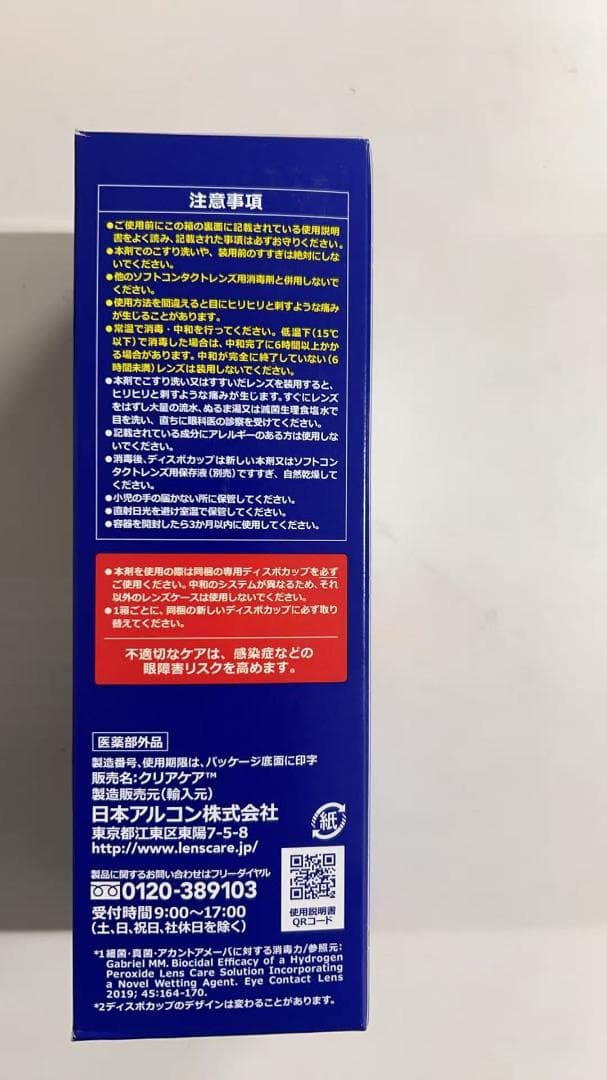 注意事項
●ご使用前にこの箱の裏面に記載されている使用説明
書をよく読み、記載された事項は必ずお守りください。
●本剤でのこすり洗いや、装用前のすすぎは絶対にしな
いでください。
●他のソフトコンタクトレンズ用消毒剤と併用しないで
ください。
●使用方法を間違えると目にヒリヒリと刺すような痛み
が生じることがあります。
●常温で消毒・中和を行ってください。低温下（15℃
以下）で消毒した場合は、中和完了に6時間以上かか
る場合があります。中和が完全に終了していない（6
時間未満）レンズは装用しないでください。
●本剤でこすり洗い又はすすいだレンズを装用すると、
ヒリヒリと刺すような痛みが生じます。すぐにレンズ
をはずし大量の流水、ぬるま湯又は滅菌生理食塩水で
目を洗い、直ちに眼科医の診察を受けてください。
●記載されている成分にアレルギーのある方は使用しな
いでください。
●消毒後、ディスポカップは新しい本剤又はソフトコン
タクトレンズ用保存液（別売）ですすぎ、自然乾燥して
ください。
●小児の手の届かない所に保管してください。
●直射日光を避け室温で保管してください。
●容器を開封したら3か月以内に使用してください。
●本剤を使用の際は同梱の専用ディスポカップを必ず
ご使用ください。中和のシステムが異なるため、それ
以外のレンズケースは使用しないでください。
●1箱ごとに、同梱の新しいディスポカップに必ず取り
替えてください。
不適切なケアは、感染症などの
眼障害リスクを高めます。
医薬部外品
製造番号、使用期限は、パッケージ底面に印字
販売名：クリアケア™
製造販売元（輸入元）
日本アルコン株式会社
東京都江東区東陽7-5-8
http://www.lenscare.jp/
紙
製品に関するお問い合わせはフリーダイヤル
0120-389103
受付時間 9:00～17:00
（土、日、祝日、社休日を除く）
使用説明書
QRコード
*1 細菌・真菌・アカントアメーバに対する消毒力/参照元：
Gabriel MM. Biocidal Efficacy of a Hydrogen
Peroxide Lens Care Solution Incorporating
a Novel Wetting Agent. Eye Contact Lens
2019; 45:164-170.
*2 ディスポカップのデザインは変わることがあります。